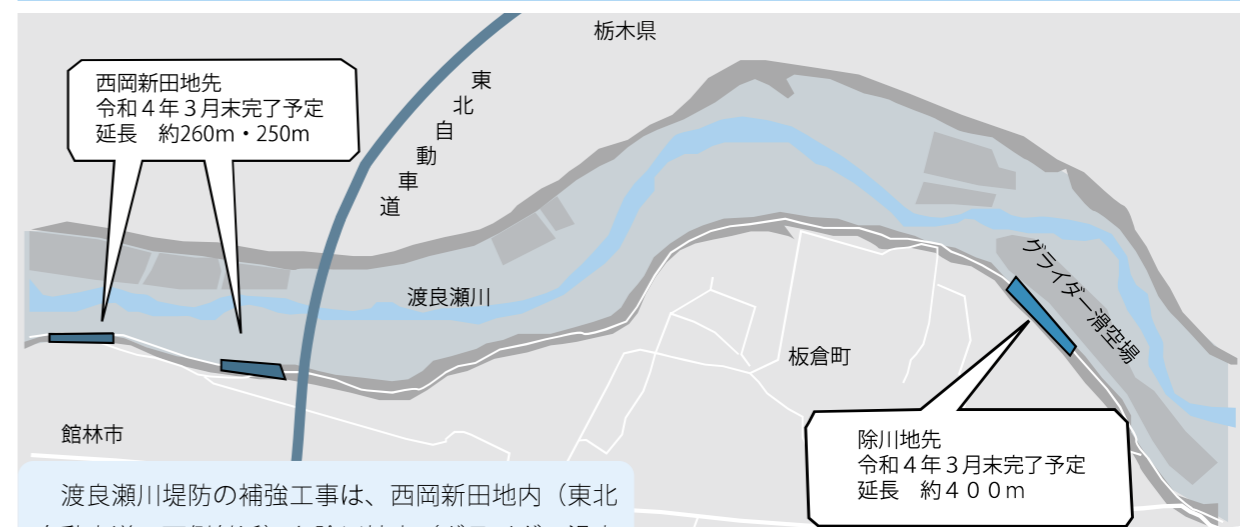 栃木県
西岡新田地先
令和４年３月末完了予定
延長　約260m・250m
東北自動車道
渡良瀬川
グライダー滑空場
板倉町
館林市
除川地先
令和４年３月末完了予定
延長　約４００ｍ
渡良瀬川堤防の補強工事は、西岡新田地内（東北